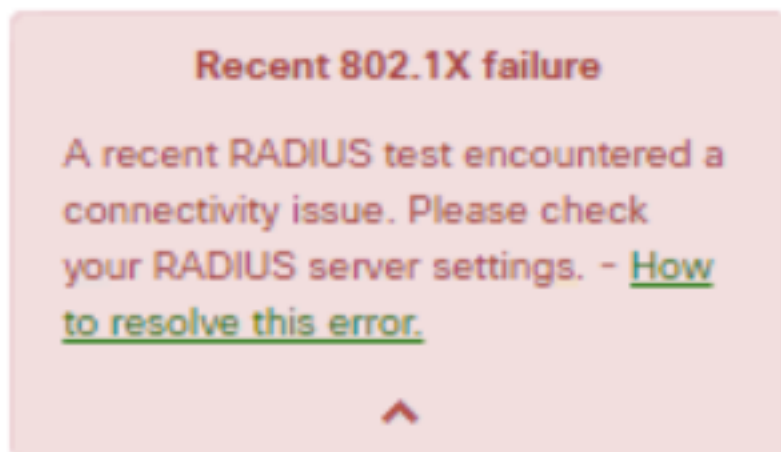 Recent 802.1X failure
A recent RADIUS test encountered a
connectivity issue. Please check
your RADIUS server settings. - How
to resolve this error.